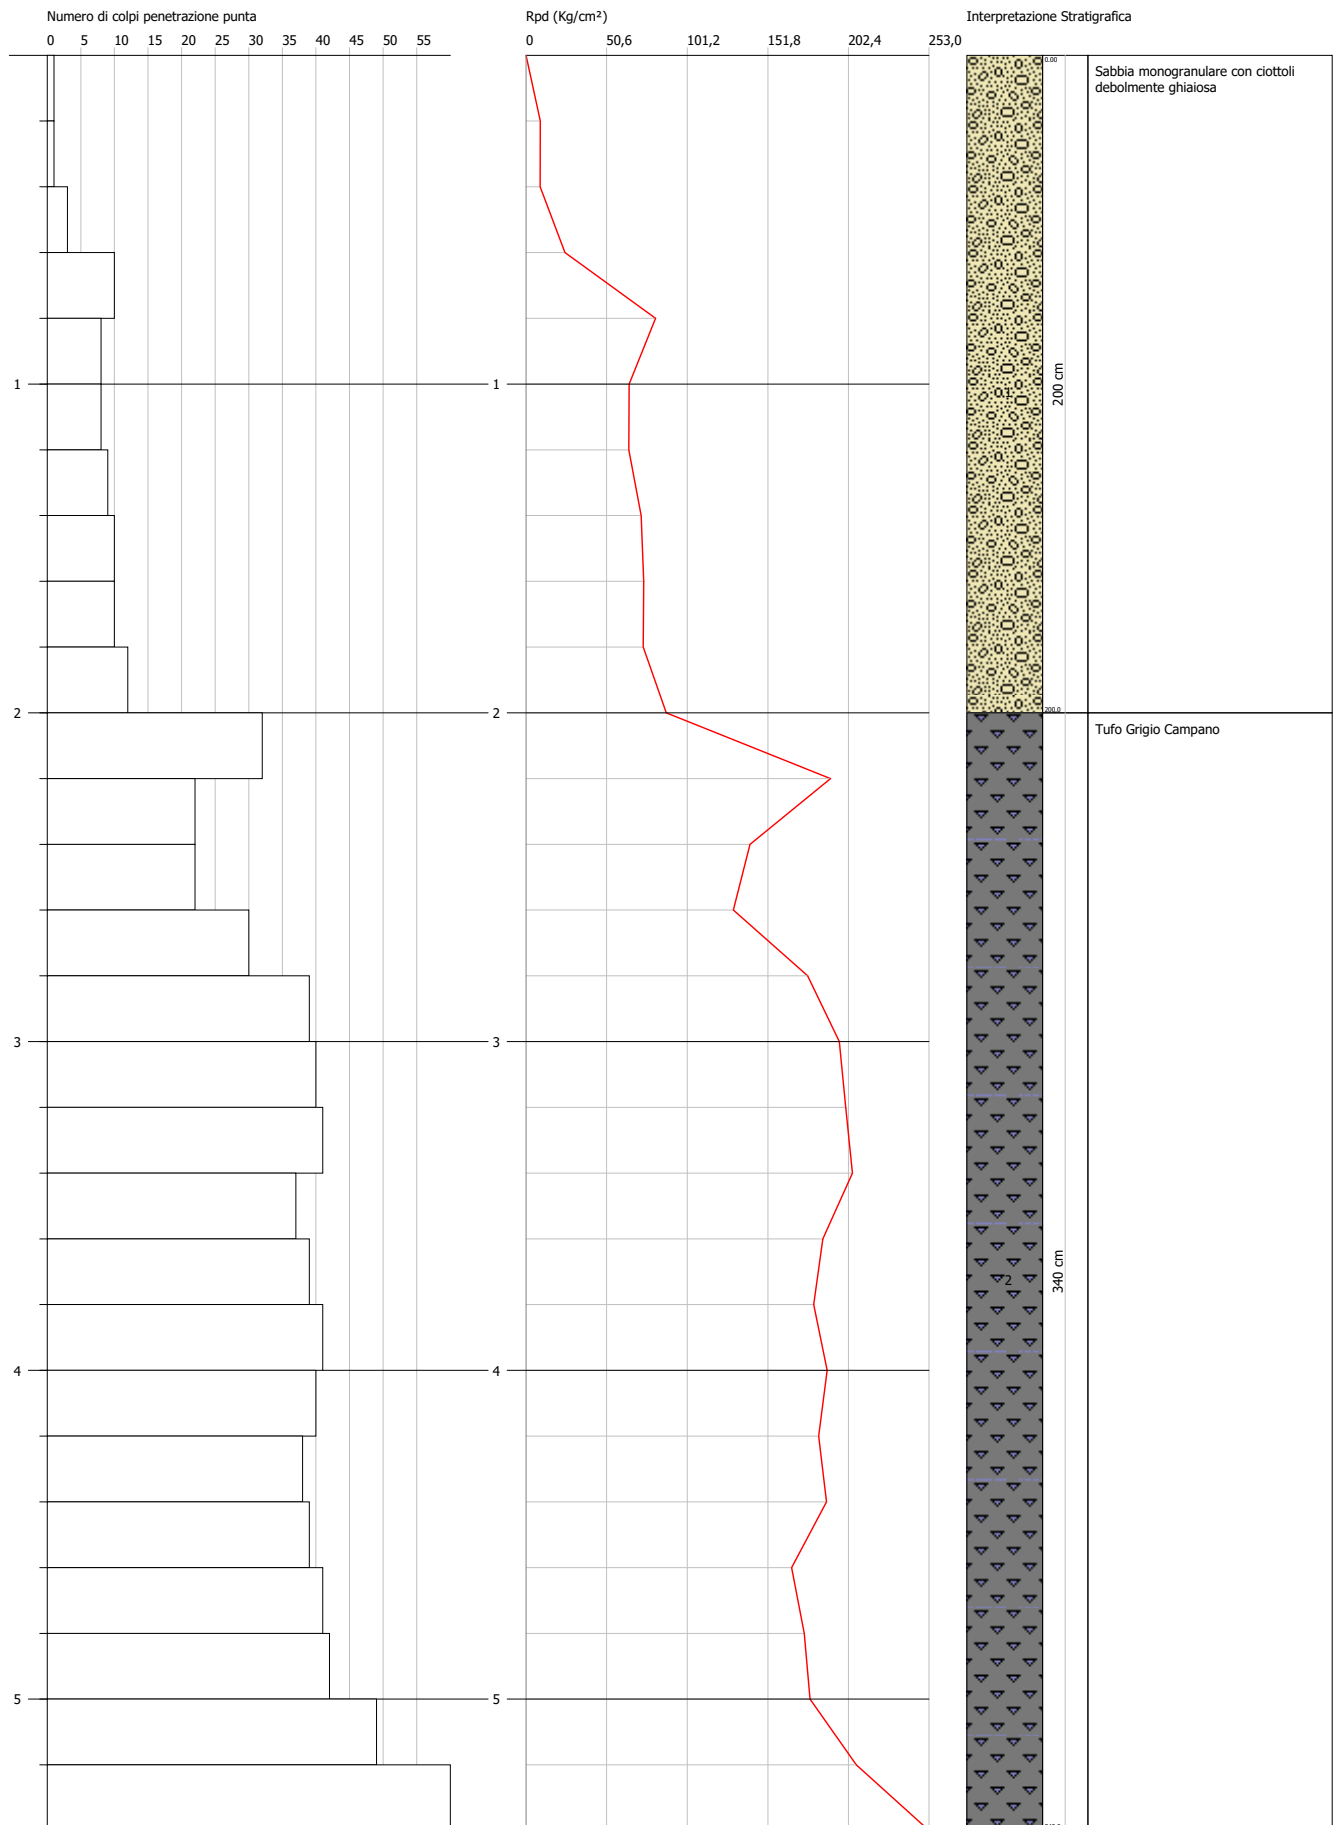 Numero di colpi penetrazione punta
Rpd (Kg/cm²)
Interpretazione Stratigrafica
0 5 10 15 20 25 30 35 40 45 50 55
0 50,6 101,2 151,8 202,4 253,0
0.00
Sabbia monogranulare con ciottoli
debolmente ghiaiosa
1 1
1
200 cm
2 2
200.0
Tufo Grigio Campano
3 3
2
340 cm
4 4
5 5